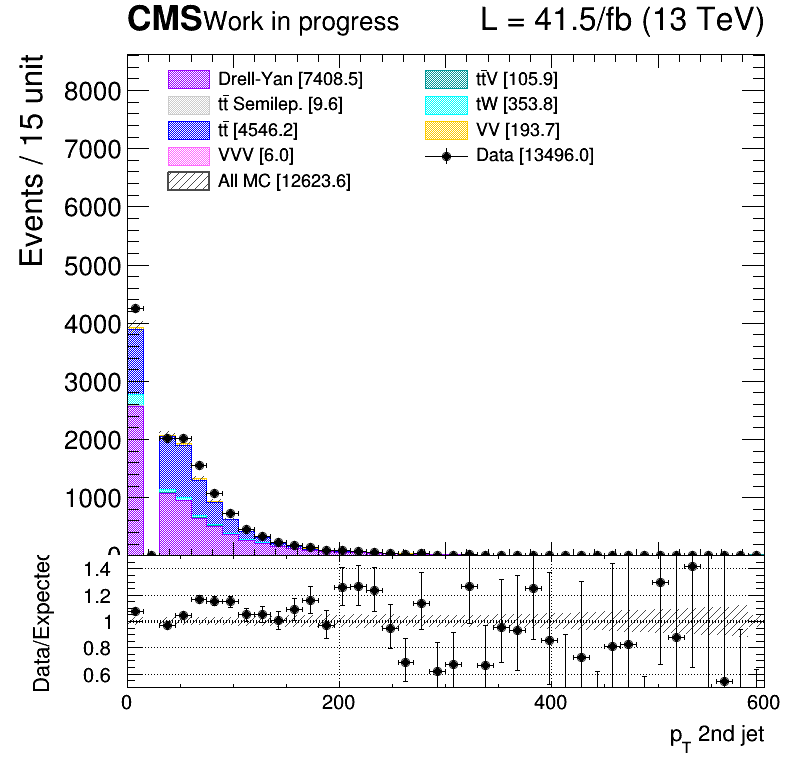 CMS Work in progress L = 41.5/fb (13 TeV)
Events / 15 unit
8000
7000
6000
5000
4000
3000
2000
1000
0
Drell-Yan [7408.5]
tt̄ Semilep. [9.6]
tt̄ [4546.2]
VVV [6.0]
All MC [12623.6]
tt̄V [105.9]
tW [353.8]
VV [193.7]
Data [13496.0]
Data/Expected
1.4
1.2
1
0.8
0.6
0 200 400 600
p_T 2nd jet